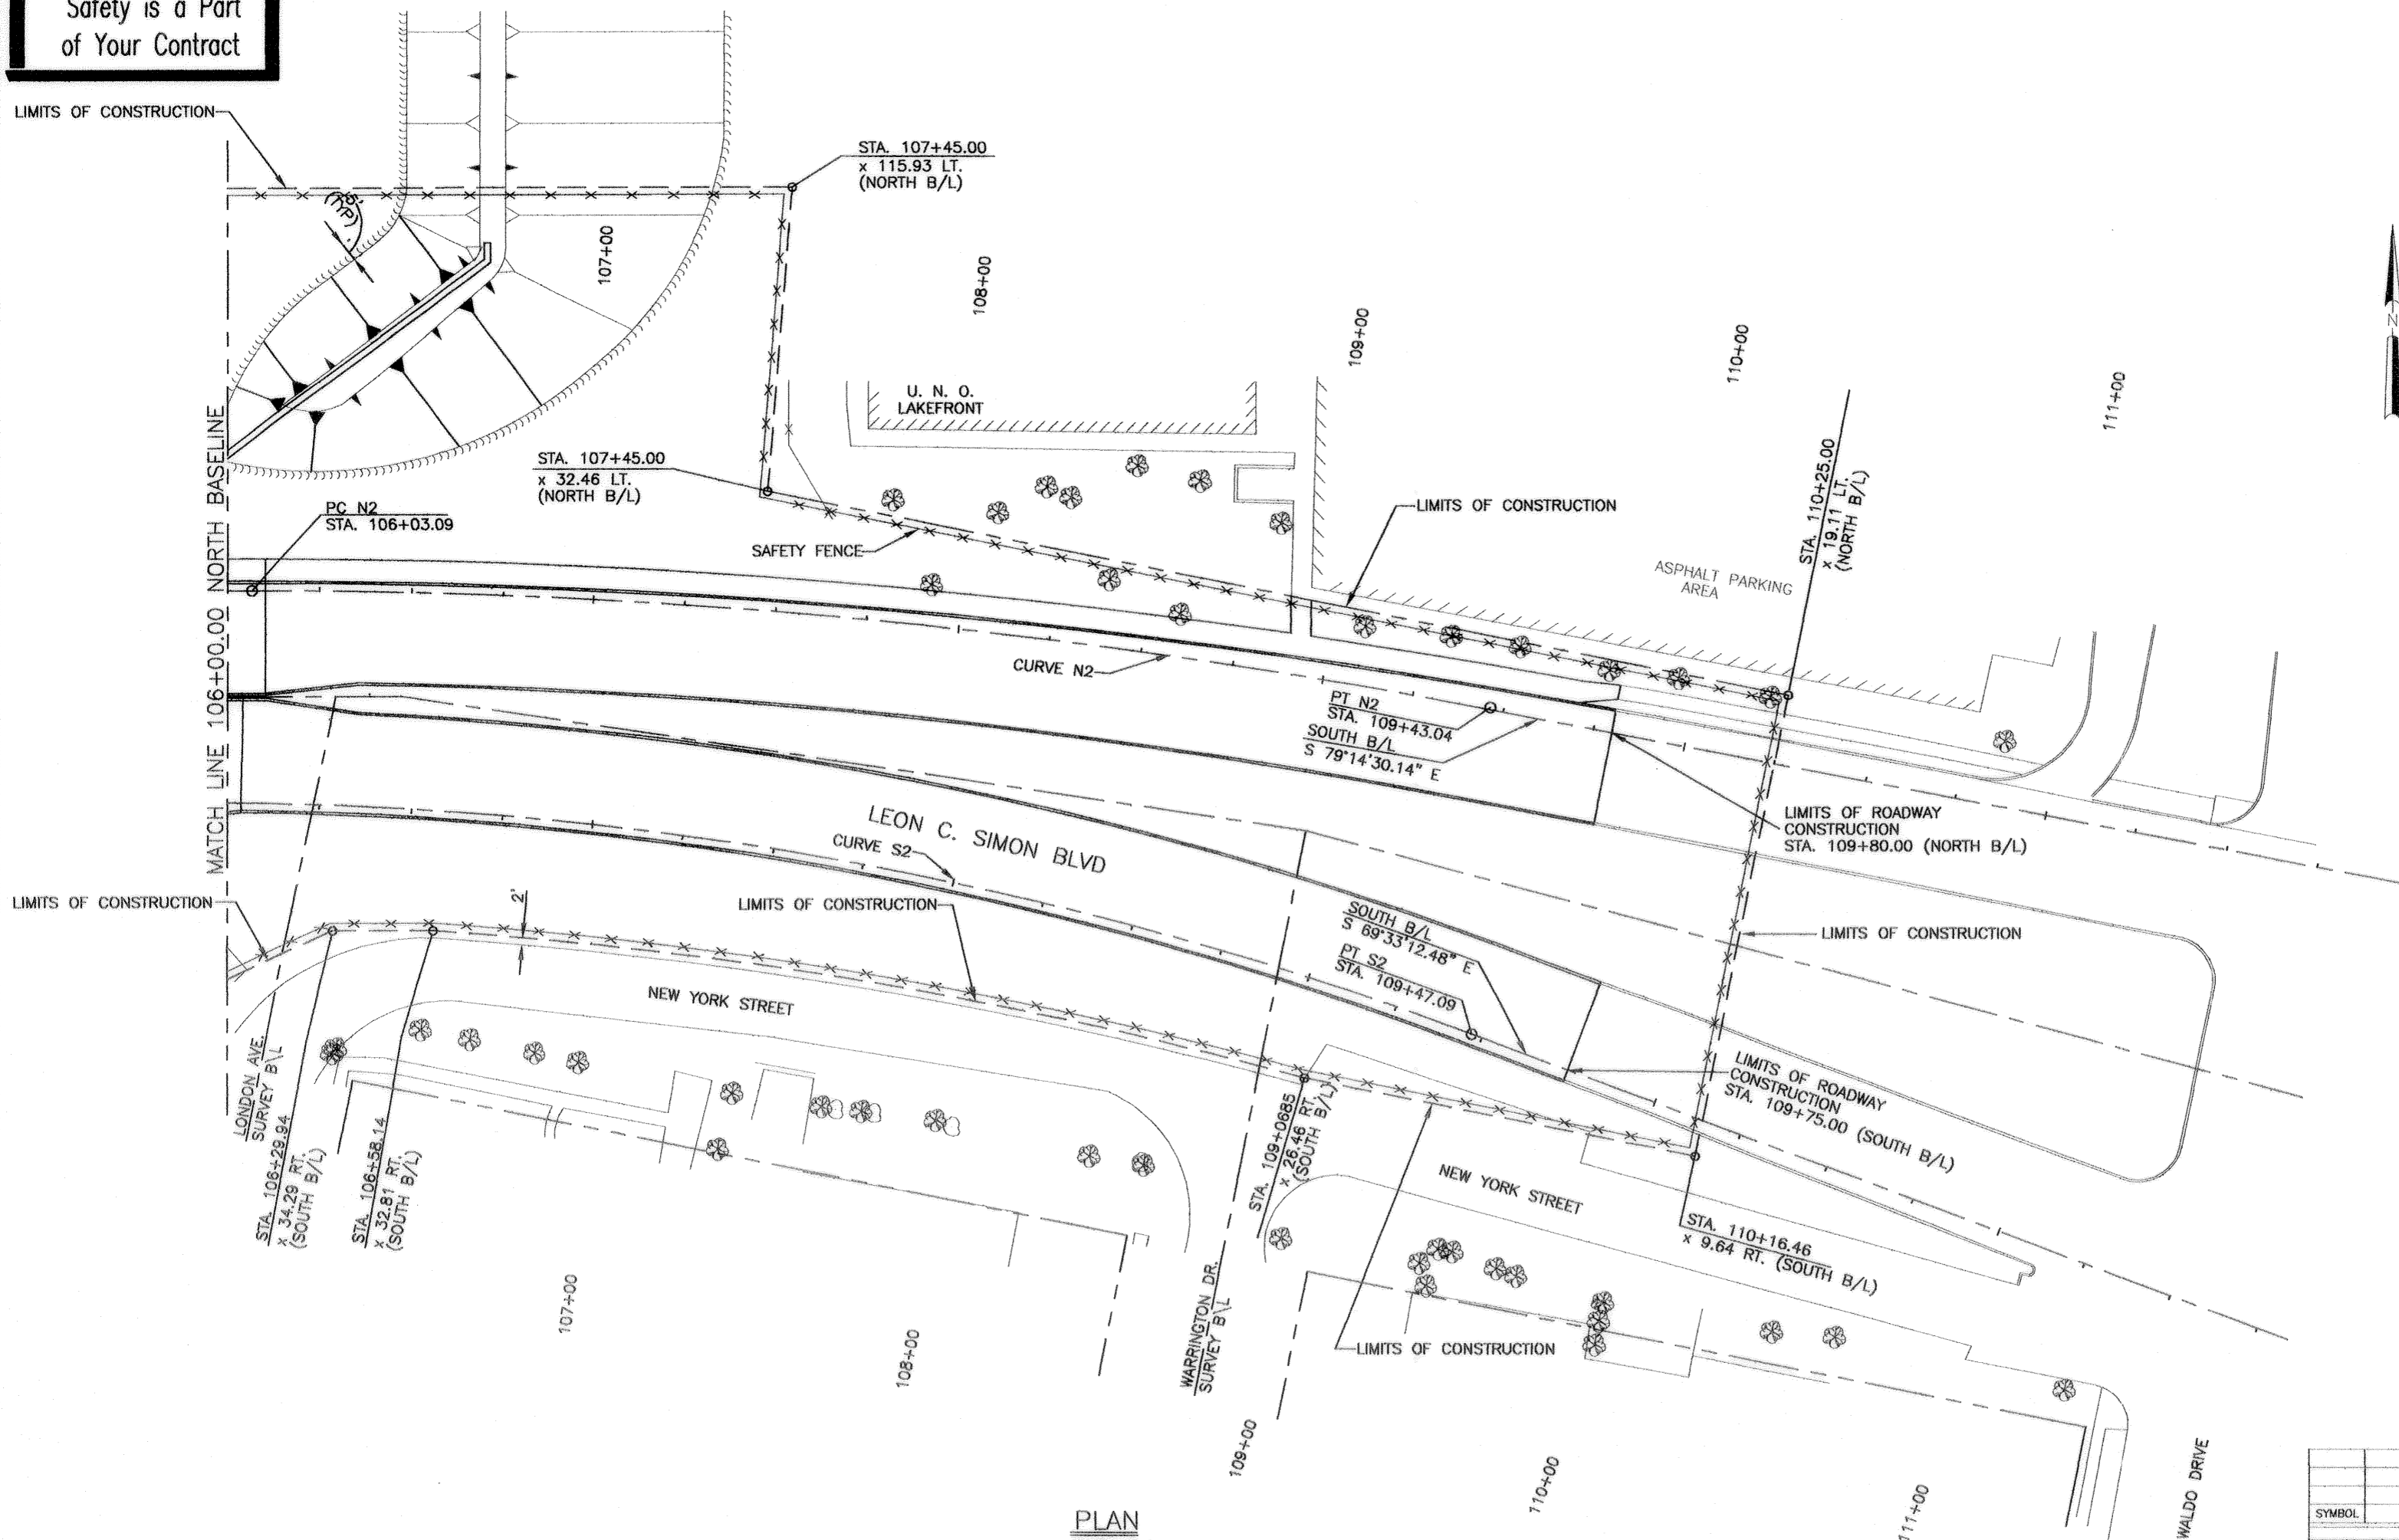 Safety is a Part
of Your Contract
LIMITS OF CONSTRUCTION
STA. 107+45.00
x 115.93 LT.
(NORTH B/L)
8'
(TYP)
107+00
108+00
109+00
110+00
111+00
N
U. N. O.
LAKEFRONT
STA. 107+45.00
x 32.46 LT.
(NORTH B/L)
PC N2
STA. 106+03.09
SAFETY FENCE
LIMITS OF CONSTRUCTION
STA. 110+25.00
x 19.11 LT.
(NORTH B/L)
ASPHALT PARKING
AREA
MATCH LINE 106+00.00 NORTH BASELINE
CURVE N2
PT N2
STA. 109+43.04
SOUTH B/L
S 79°14'30.14" E
LIMITS OF ROADWAY
CONSTRUCTION
STA. 109+80.00 (NORTH B/L)
LEON C. SIMON BLVD
CURVE S2
LIMITS OF CONSTRUCTION
2'
LIMITS OF CONSTRUCTION
SOUTH B/L
S 69°33'12.48" E
PT S2
STA. 109+47.09
LIMITS OF CONSTRUCTION
NEW YORK STREET
LIMITS OF ROADWAY
CONSTRUCTION
STA. 109+75.00 (SOUTH B/L)
LONDON AVE.
SURVEY B\L
STA. 106+29.94
x 34.29 RT.
(SOUTH B/L)
STA. 106+58.14
x 32.81 RT.
(SOUTH B/L)
STA. 109+0685
x 26.46 RT.
(SOUTH B/L)
NEW YORK STREET
STA. 110+16.46
x 9.64 RT. (SOUTH B/L)
WARRINGTON DR.
SURVEY B\L
LIMITS OF CONSTRUCTION
107+00
108+00
109+00
110+00
111+00
WALDO DRIVE
SYMBOL
PLAN